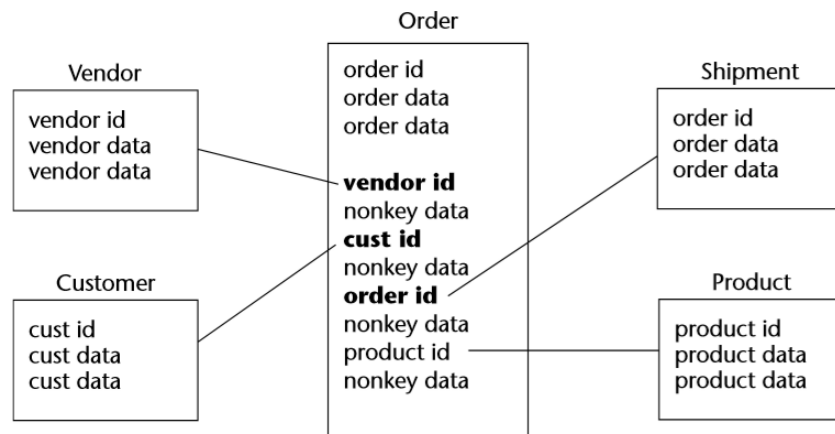 Order
order id
order data
order data
vendor id
nonkey data
cust id
nonkey data
order id
nonkey data
product id
nonkey data
Vendor
vendor id
vendor data
vendor data
Customer
cust id
cust data
cust data
Shipment
order id
order data
order data
Product
product id
product data
product data